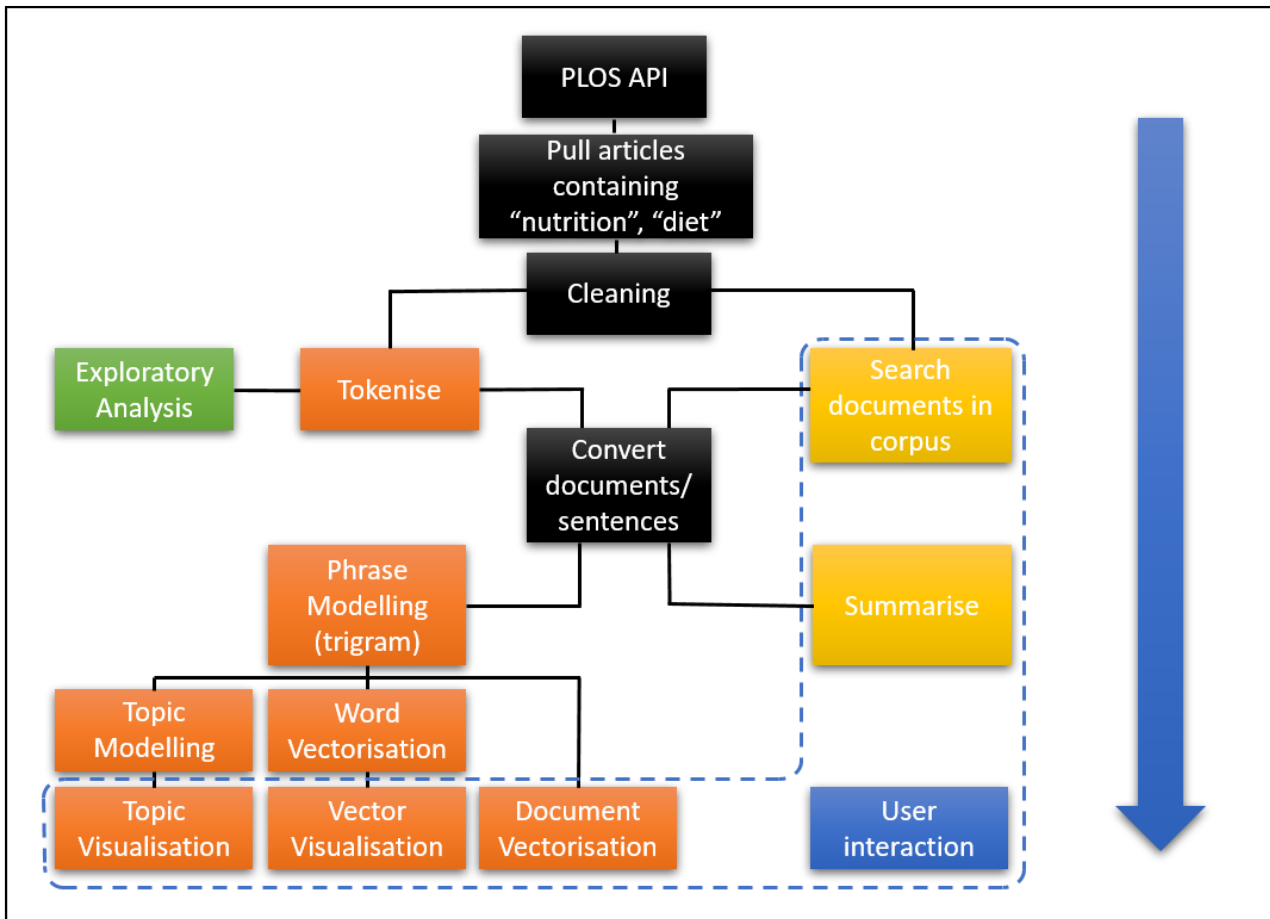 PLOS API
Pull articles
containing
“nutrition”, “diet”
Cleaning
Exploratory
Analysis
Tokenise
Search
documents in
corpus
Convert
documents/
sentences
Phrase
Modelling
(trigram)
Summarise
Topic
Modelling
Word
Vectorisation
Topic
Visualisation
Vector
Visualisation
Document
Vectorisation
User
interaction